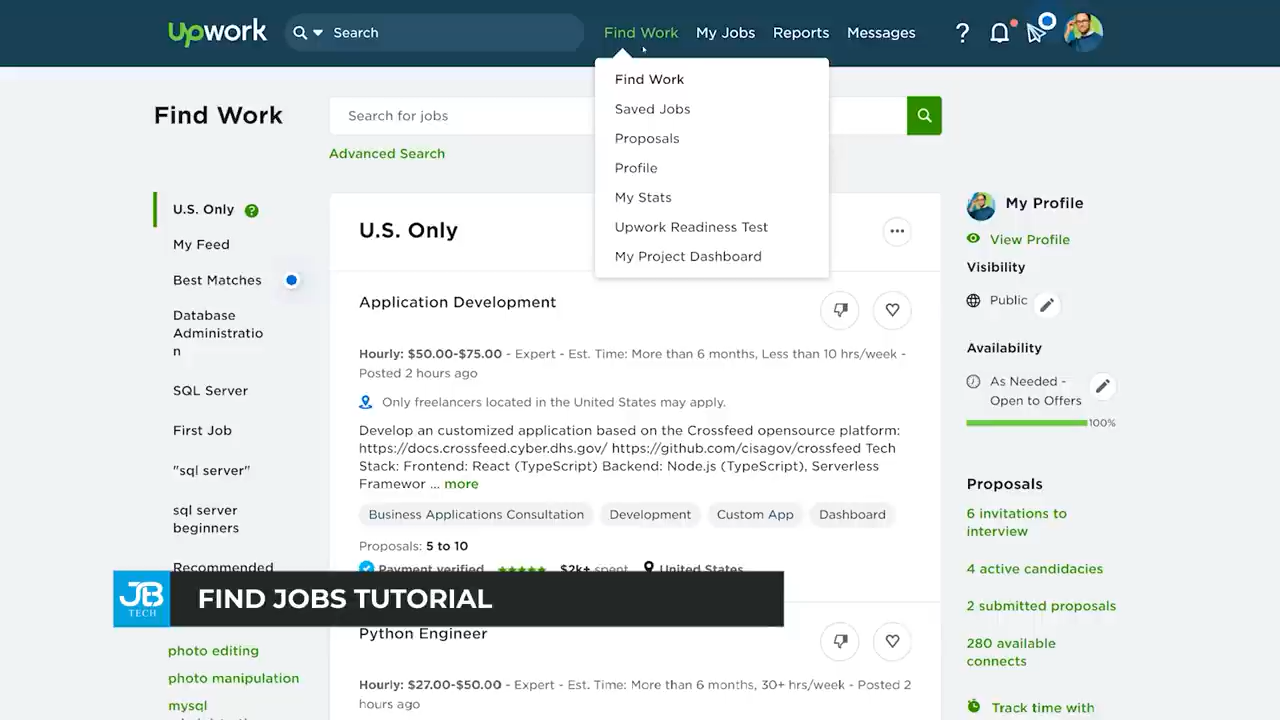 upwork
Search
Find Work
My Jobs
Reports
Messages
?
Find Work
Saved Jobs
Proposals
Profile
My Stats
Upwork Readiness Test
My Project Dashboard
Find Work
Search for jobs
Advanced Search
U.S. Only ?
My Feed
Best Matches
Database
Administratio
n
SQL Server
First Job
"sql server"
sql server
beginners
Recommended
photo editing
photo manipulation
mysql
U.S. Only
Application Development
Hourly: $50.00-$75.00 - Expert - Est. Time: More than 6 months, Less than 10 hrs/week -
Posted 2 hours ago
Only freelancers located in the United States may apply.
Develop an customized application based on the Crossfeed opensource platform:
https://docs.crossfeed.cyber.dhs.gov/ https://github.com/cisagov/crossfeed Tech
Stack: Frontend: React (TypeScript) Backend: Node.js (TypeScript), Serverless
Framewor ... more
Business Applications Consultation
Development
Custom App
Dashboard
Proposals: 5 to 10
Payment verified
$2k+ spent
United States
JB
TECH
FIND JOBS TUTORIAL
Python Engineer
Hourly: $27.00-$50.00 - Expert - Est. Time: More than 6 months, 30+ hrs/week - Posted 2
hours ago
My Profile
View Profile
Visibility
Public
Availability
As Needed -
Open to Offers
100%
Proposals
6 invitations to
interview
4 active candidacies
2 submitted proposals
280 available
connects
Track time with